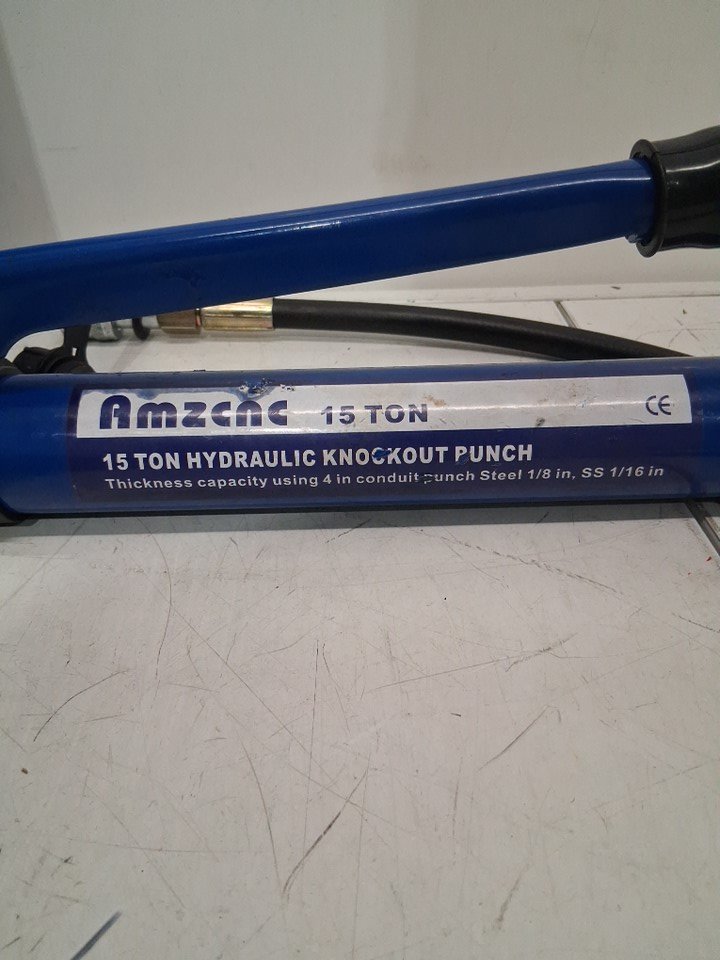 Amzcnc 15 TON CE
15 TON HYDRAULIC KNOCKOUT PUNCH
Thickness capacity using 4 in conduit punch Steel 1/8 in, SS 1/16 in